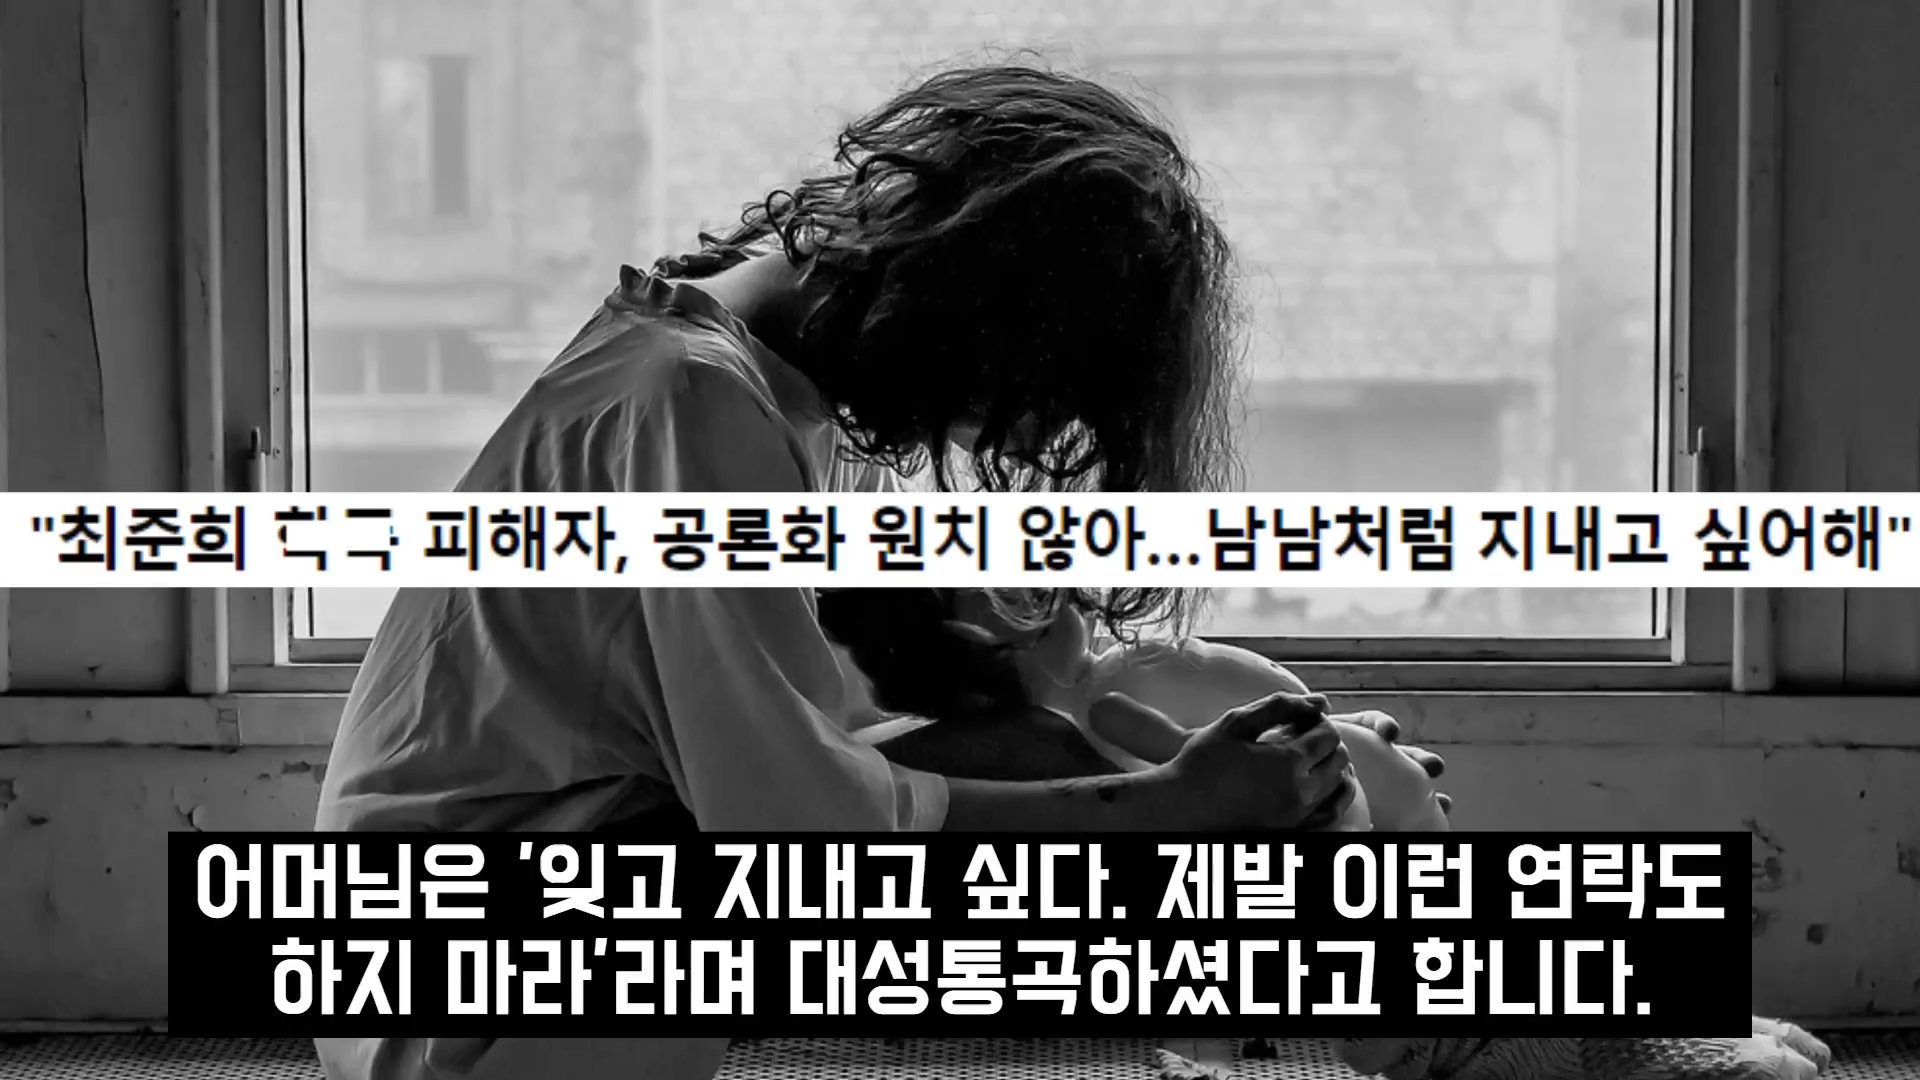 "최준희 피해자, 공론화 원치 않아...남남처럼 지내고 싶어해"
어머님은 '잊고 지내고 싶다. 제발 이런 연락도
하지 마라'라며 대성통곡하셨다고 합니다.